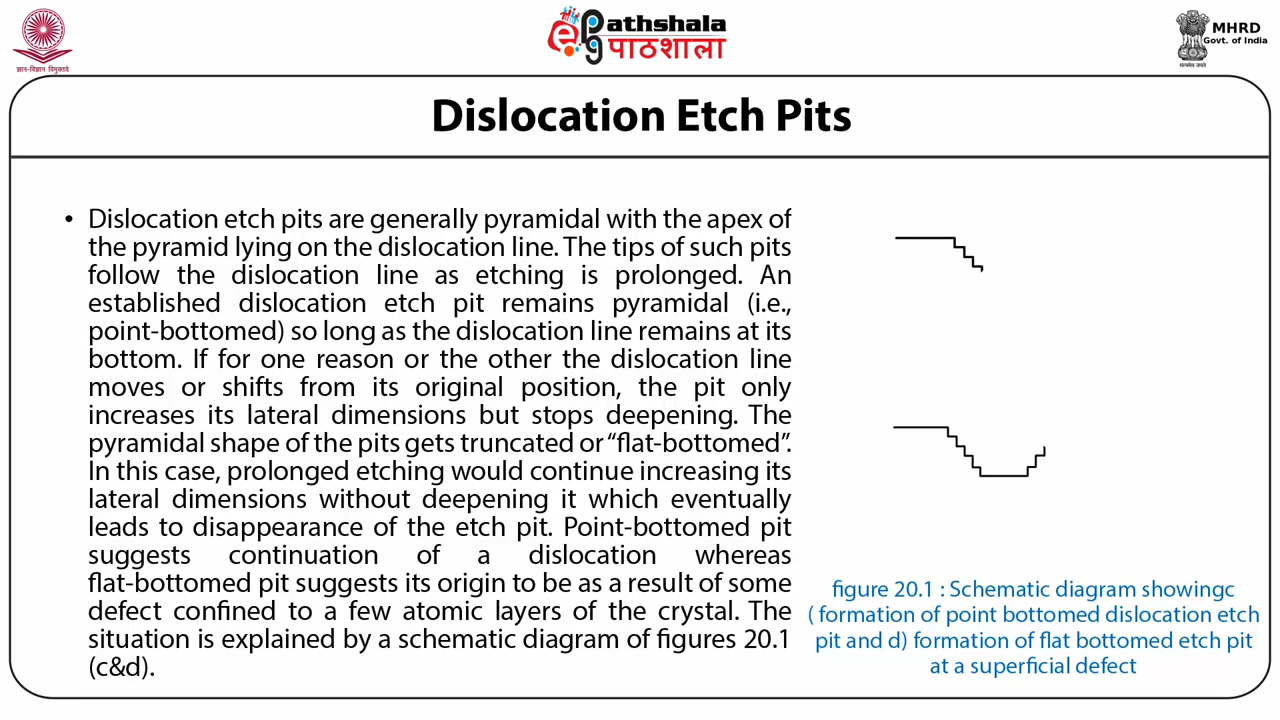 ज्ञान-विज्ञान विमुक्तये
ePathshala
पाठशाला
MHRD
Govt. of India
सत्यमेव जयते
Dislocation Etch Pits
• Dislocation etch pits are generally pyramidal with the apex of
the pyramid lying on the dislocation line. The tips of such pits
follow the dislocation line as etching is prolonged. An
established dislocation etch pit remains pyramidal (i.e.,
point-bottomed) so long as the dislocation line remains at its
bottom. If for one reason or the other the dislocation line
moves or shifts from its original position, the pit only
increases its lateral dimensions but stops deepening. The
pyramidal shape of the pits gets truncated or “flat-bottomed”.
In this case, prolonged etching would continue increasing its
lateral dimensions without deepening it which eventually
leads to disappearance of the etch pit. Point-bottomed pit
suggests continuation of a dislocation whereas
flat-bottomed pit suggests its origin to be as a result of some
defect confined to a few atomic layers of the crystal. The
situation is explained by a schematic diagram of figures 20.1
(c&d).
figure 20.1 : Schematic diagram showingc
( formation of point bottomed dislocation etch
pit and d) formation of flat bottomed etch pit
at a superficial defect